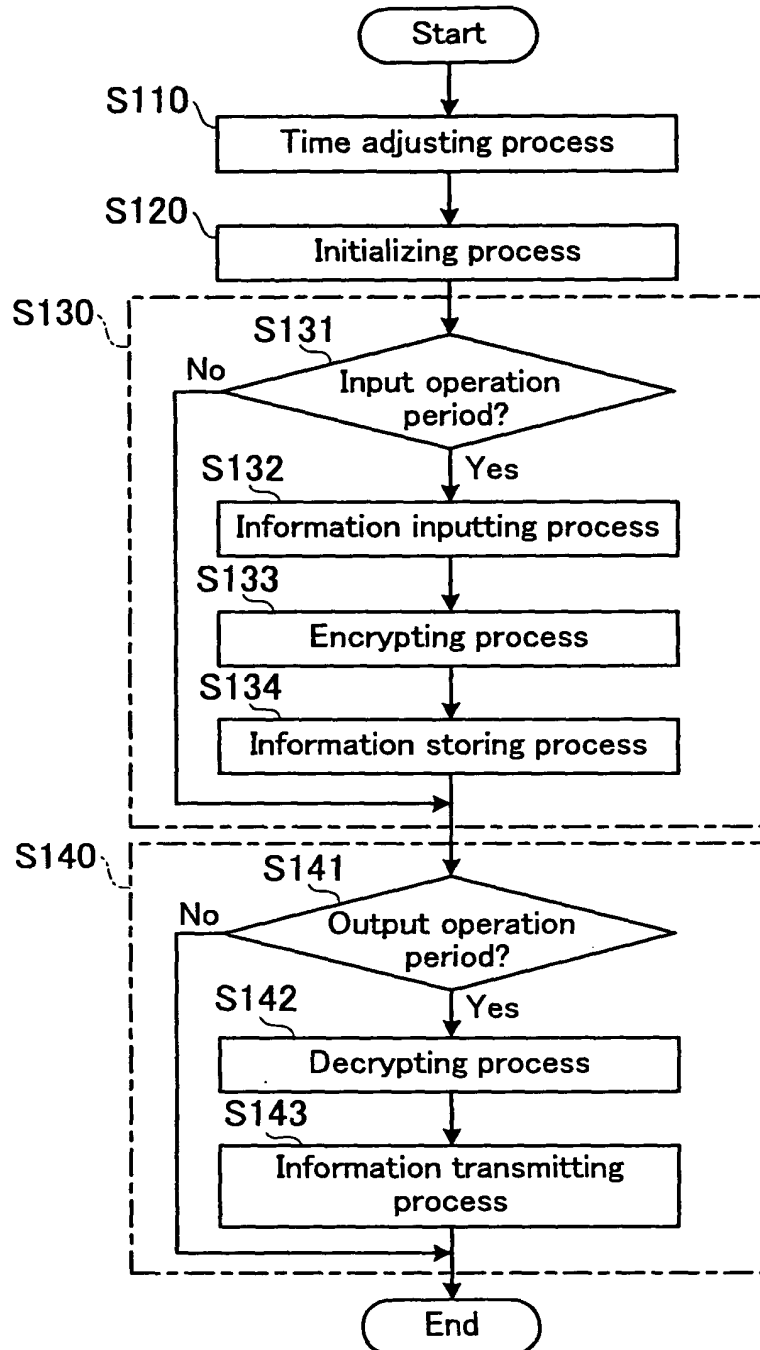 Start
S110
Time adjusting process
S120
Initializing process
S130
S131
No
Input operation
period?
Yes
S132
Information inputting process
S133
Encrypting process
S134
Information storing process
S140
S141
No
Output operation
period?
Yes
S142
Decrypting process
S143
Information transmitting
process
End